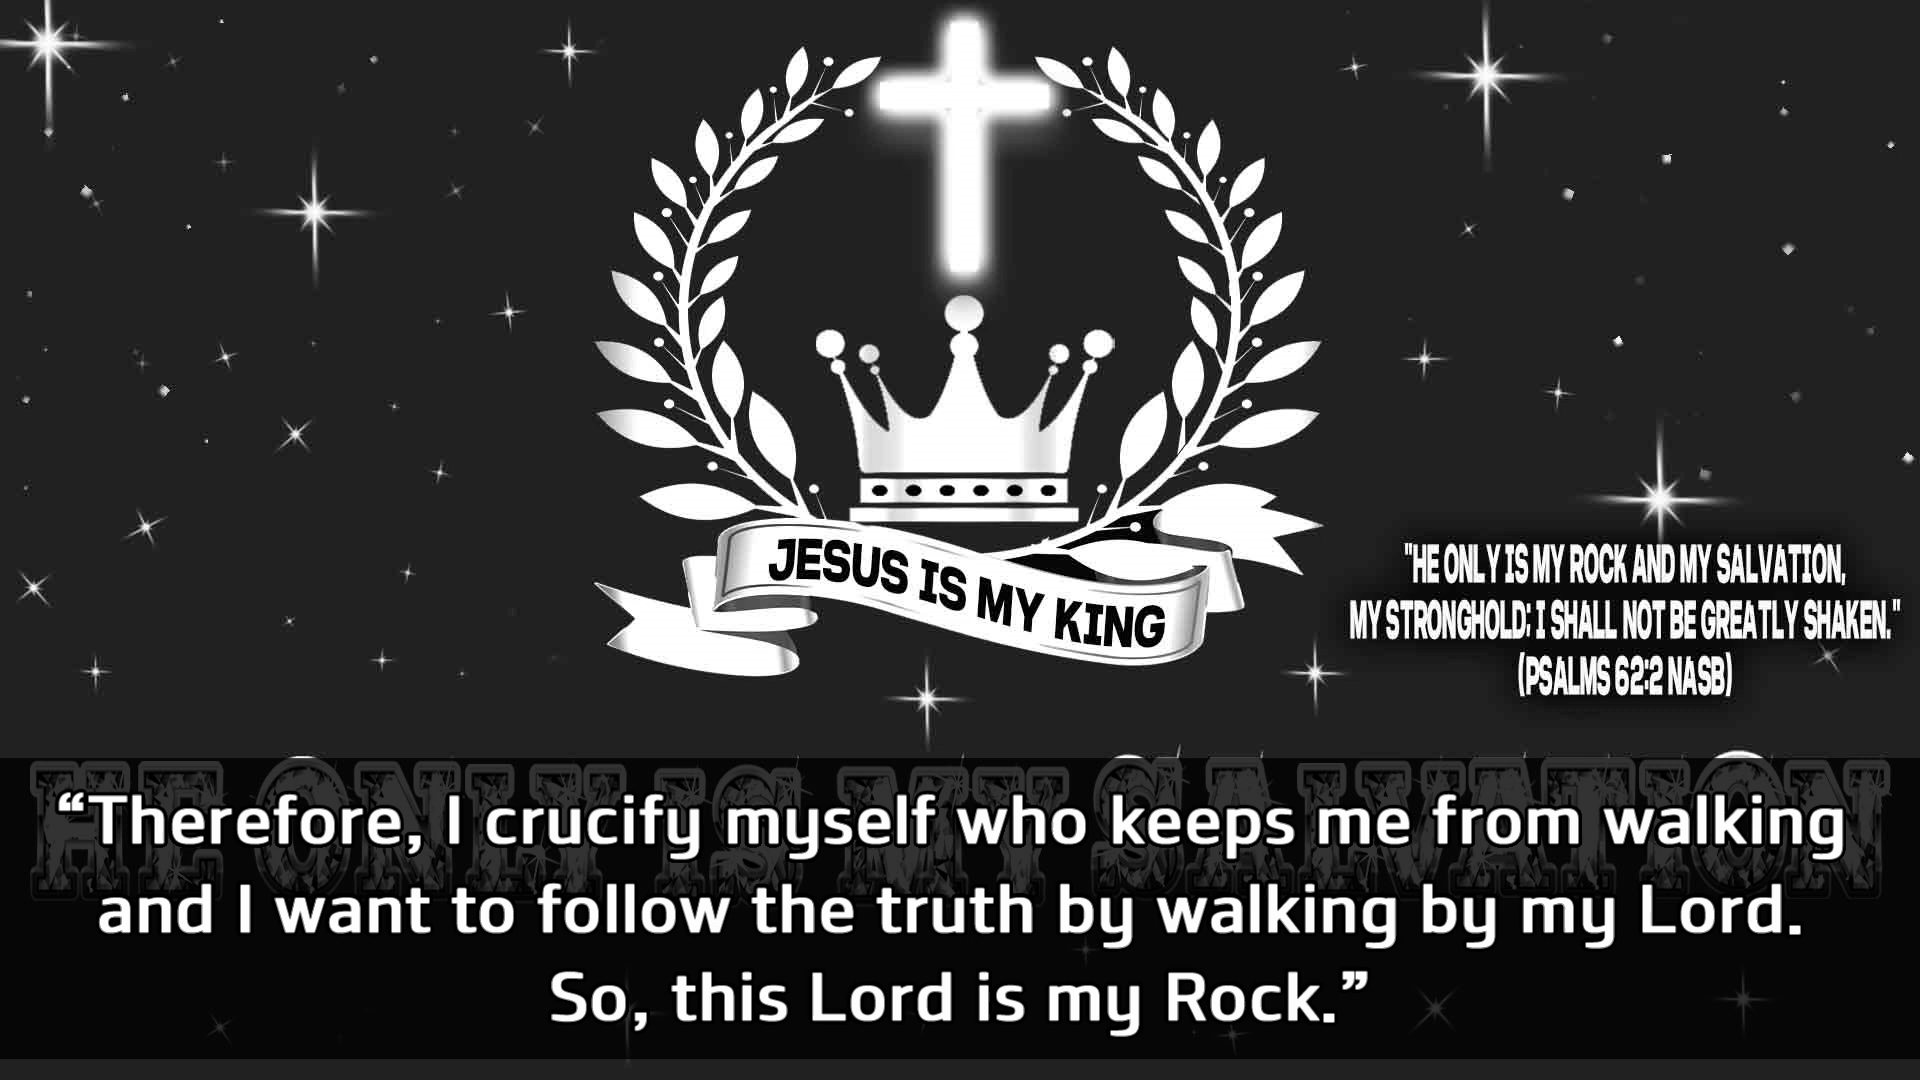 JESUS IS MY KING
"HE ONLY IS MY ROCK AND MY SALVATION,
MY STRONGHOLD; I SHALL NOT BE GREATLY SHAKEN."
(PSALMS 62:2 NASB)
HE ONLY IS MY SALVATION
“Therefore, I crucify myself who keeps me from walking
and I want to follow the truth by walking by my Lord.
So, this Lord is my Rock.”